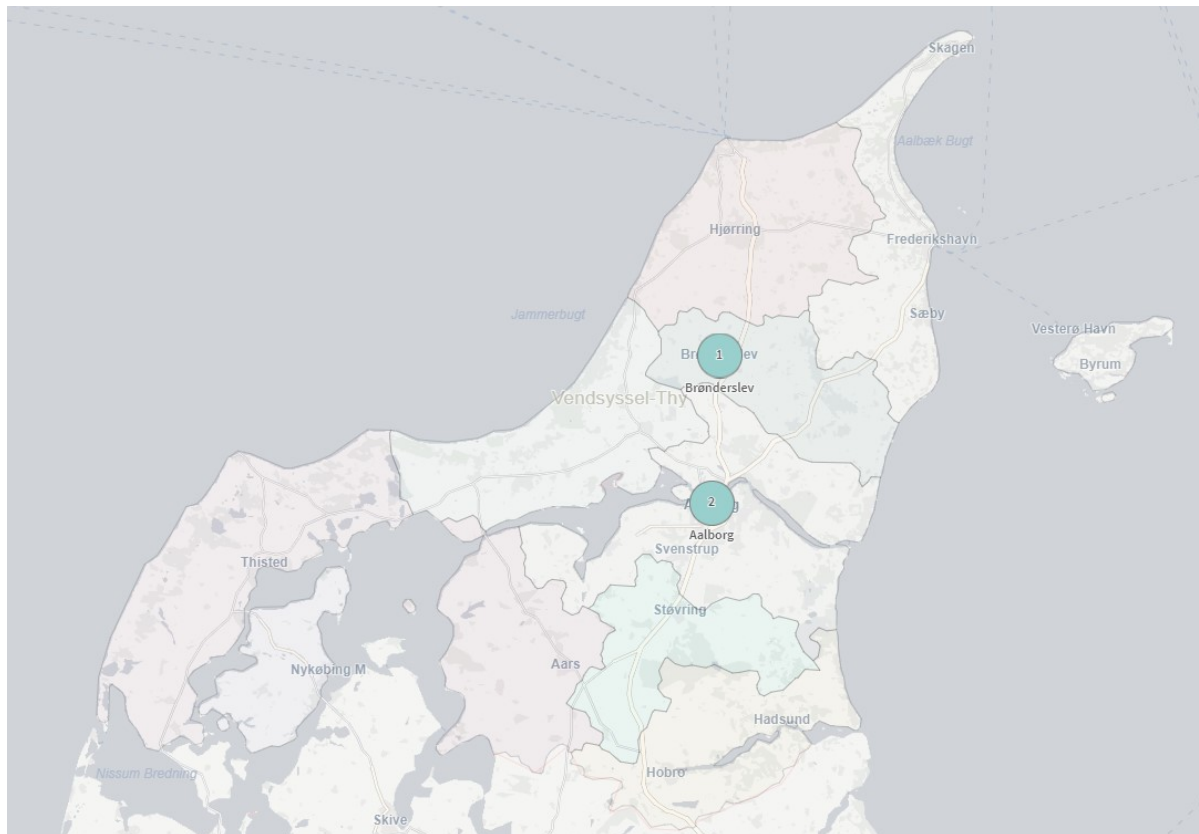 Skagen
Aalbæk Bugt
Hjørring
Frederikshavn
Jammerbugt
Sæby
Vesterø Havn
Byrum
1
Brønderslev
Vendsyssel-Thy
2
Aalborg
Svenstrup
Thisted
Støvring
Aars
Nykøbing M
Hadsund
Nissum Bredning
Hobro
Skive